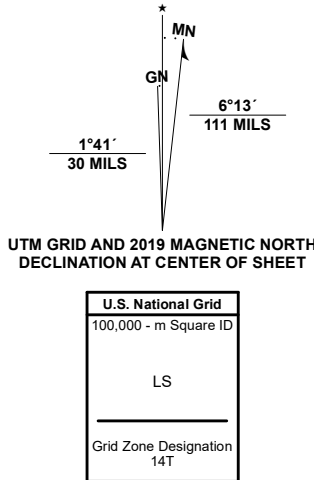 ★
MN
GN
6°13´
111 MILS
1°41´
30 MILS
UTM GRID AND 2019 MAGNETIC NORTH
DECLINATION AT CENTER OF SHEET
U.S. National Grid
100,000 - m Square ID
LS
Grid Zone Designation
14T